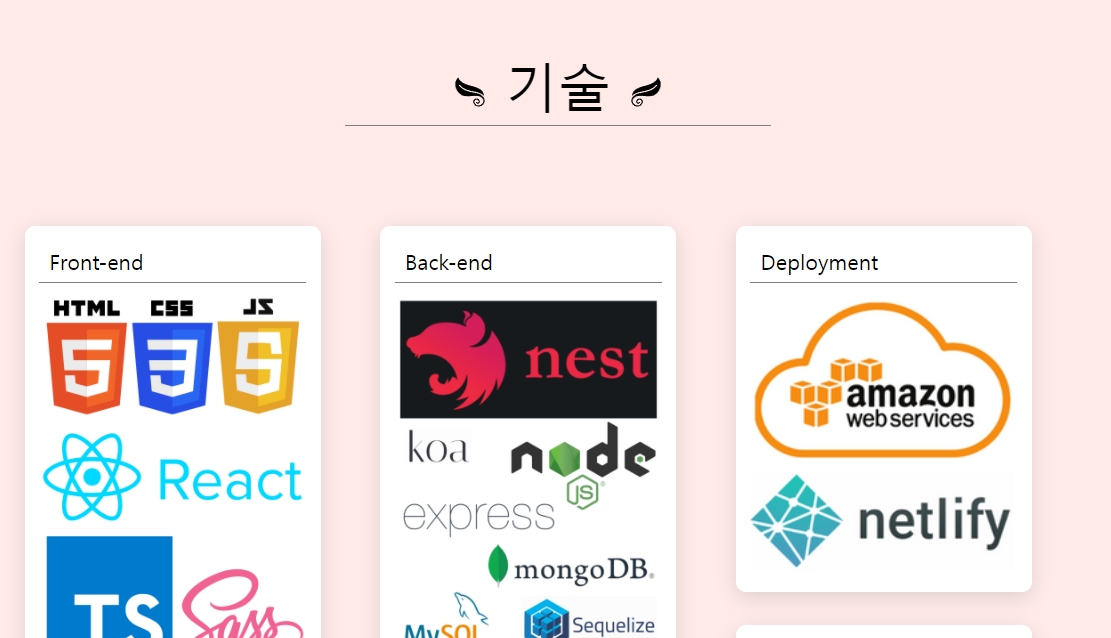 기술
Front-end
HTML CSS JS
5 3 5
React
TS
Sass
Back-end
nest
koa
node
JS
express
mongoDB.
MySQL
Sequelize
Deployment
amazon
web services
netlify